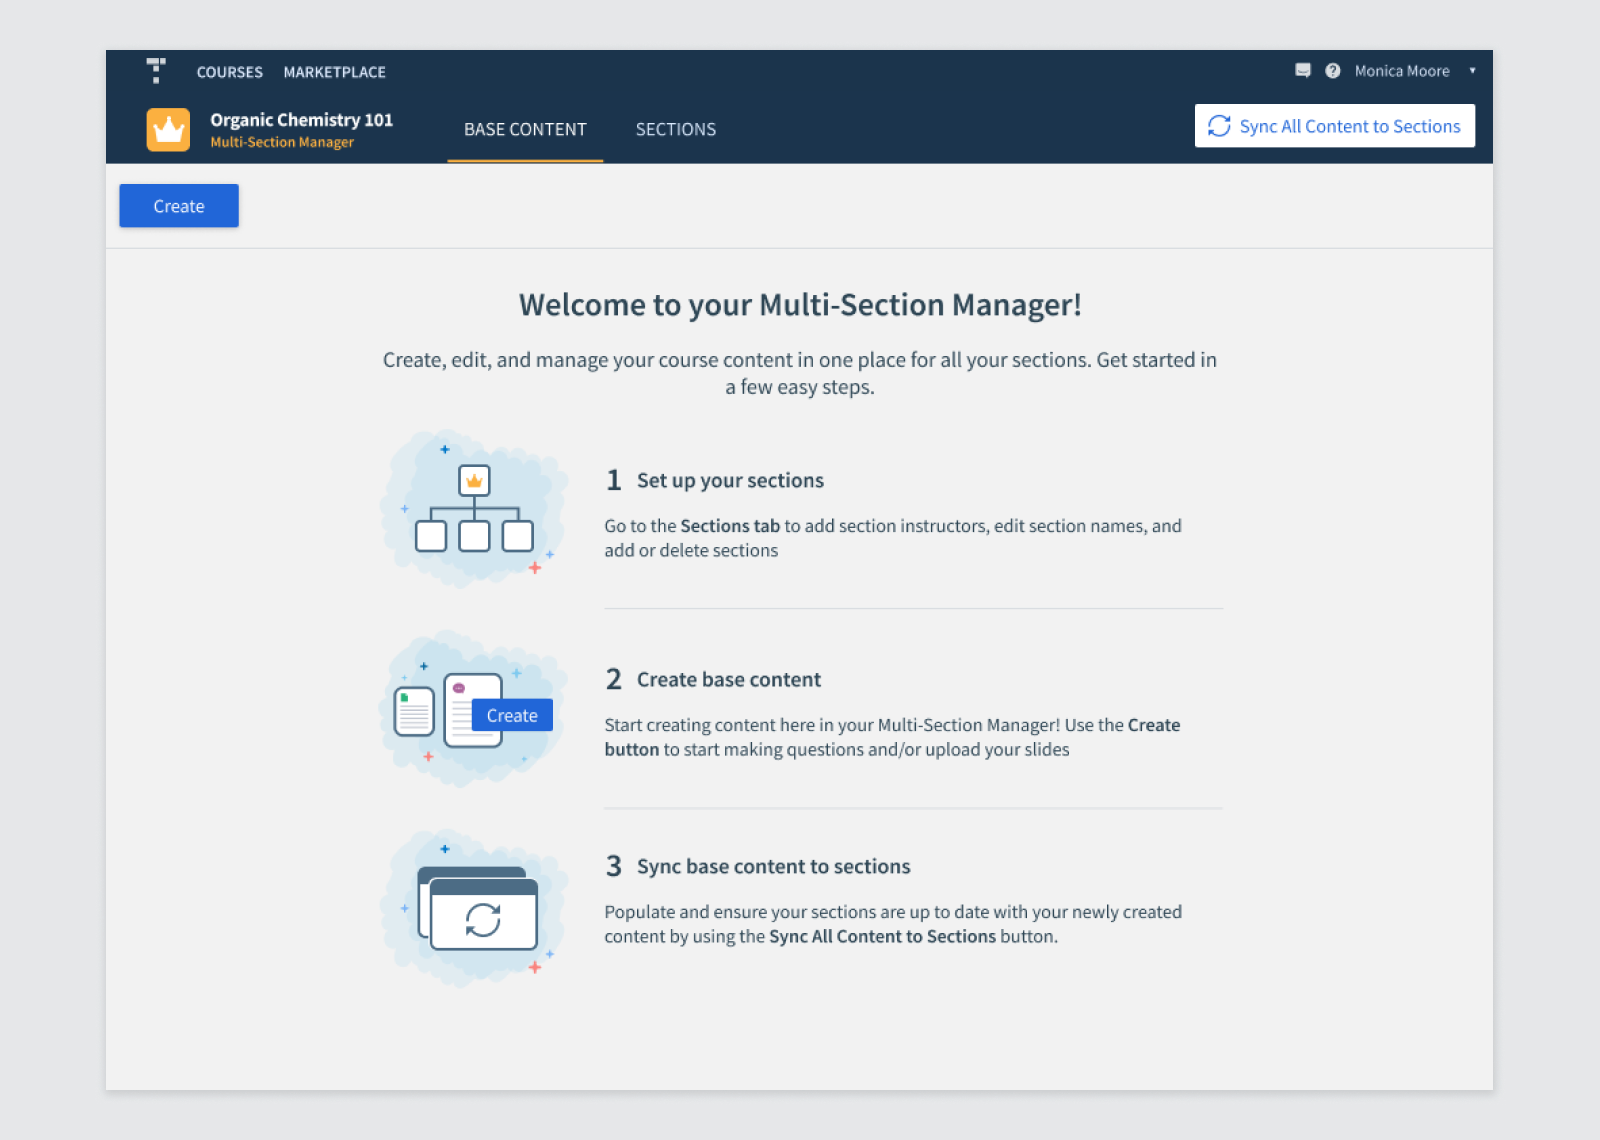 COURSES MARKETPLACE
Monica Moore
Organic Chemistry 101
Multi-Section Manager
BASE CONTENT
SECTIONS
Sync All Content to Sections
Create
Welcome to your Multi-Section Manager!
Create, edit, and manage your course content in one place for all your sections. Get started in
a few easy steps.
1 Set up your sections
Go to the Sections tab to add section instructors, edit section names, and
add or delete sections
2 Create base content
Create
Start creating content here in your Multi-Section Manager! Use the Create
button to start making questions and/or upload your slides
3 Sync base content to sections
Populate and ensure your sections are up to date with your newly created
content by using the Sync All Content to Sections button.